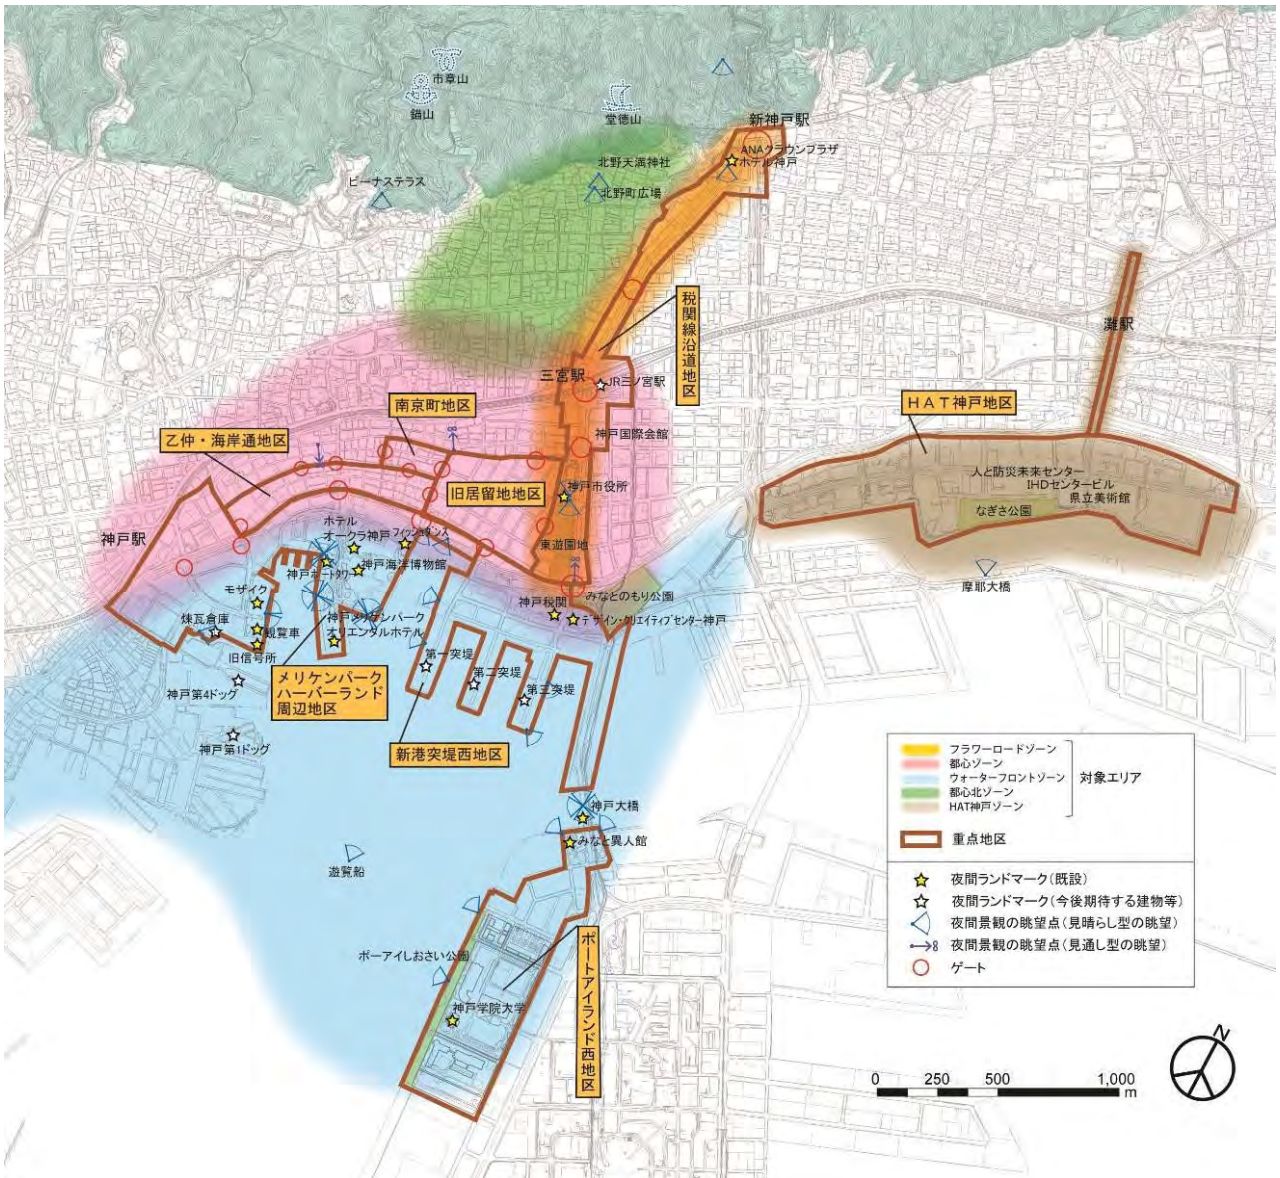 市章山
錨山
堂徳山
新神戸駅
ANAクラウンプラザ
ホテル神戸
北野天満神社
北野町広場
ビーナステラス
税関線沿道地区
灘駅
三宮駅
JR三ノ宮駅
南京町地区
HAT神戸地区
乙仲・海岸通地区
神戸国際会館
人と防災未来センター
IHDセンタービル
県立美術館
なぎさ公園
旧居留地地区
神戸市役所
ホテル
オークラ神戸
フィッシュダンス
東遊園地
神戸駅
神戸ポートタワー
神戸海洋博物館
摩耶大橋
モザイク
みなとのもり公園
神戸税関
デザイン・クリエイティブセンター神戸
煉瓦倉庫
観覧車
神戸メリケンパーク
オリエンタルホテル
旧信号所
第一突堤
第二突堤
第三突堤
メリケンパーク
ハーバーランド
周辺地区
神戸第4ドッグ
神戸第1ドッグ
新港突堤西地区
フラワーロードゾーン
都心ゾーン
ウォーターフロントゾーン
都心北ゾーン
HAT神戸ゾーン
対象エリア
重点地区
夜間ランドマーク(既設)
夜間ランドマーク(今後期待する建物等)
夜間景観の眺望点(見晴らし型の眺望)
夜間景観の眺望点(見通し型の眺望)
ゲート
神戸大橋
みなと異人館
遊覧船
ポーアイしおさい公園
神戸学院大学
ポートアイランド西地区
N
0 250 500 1,000
m